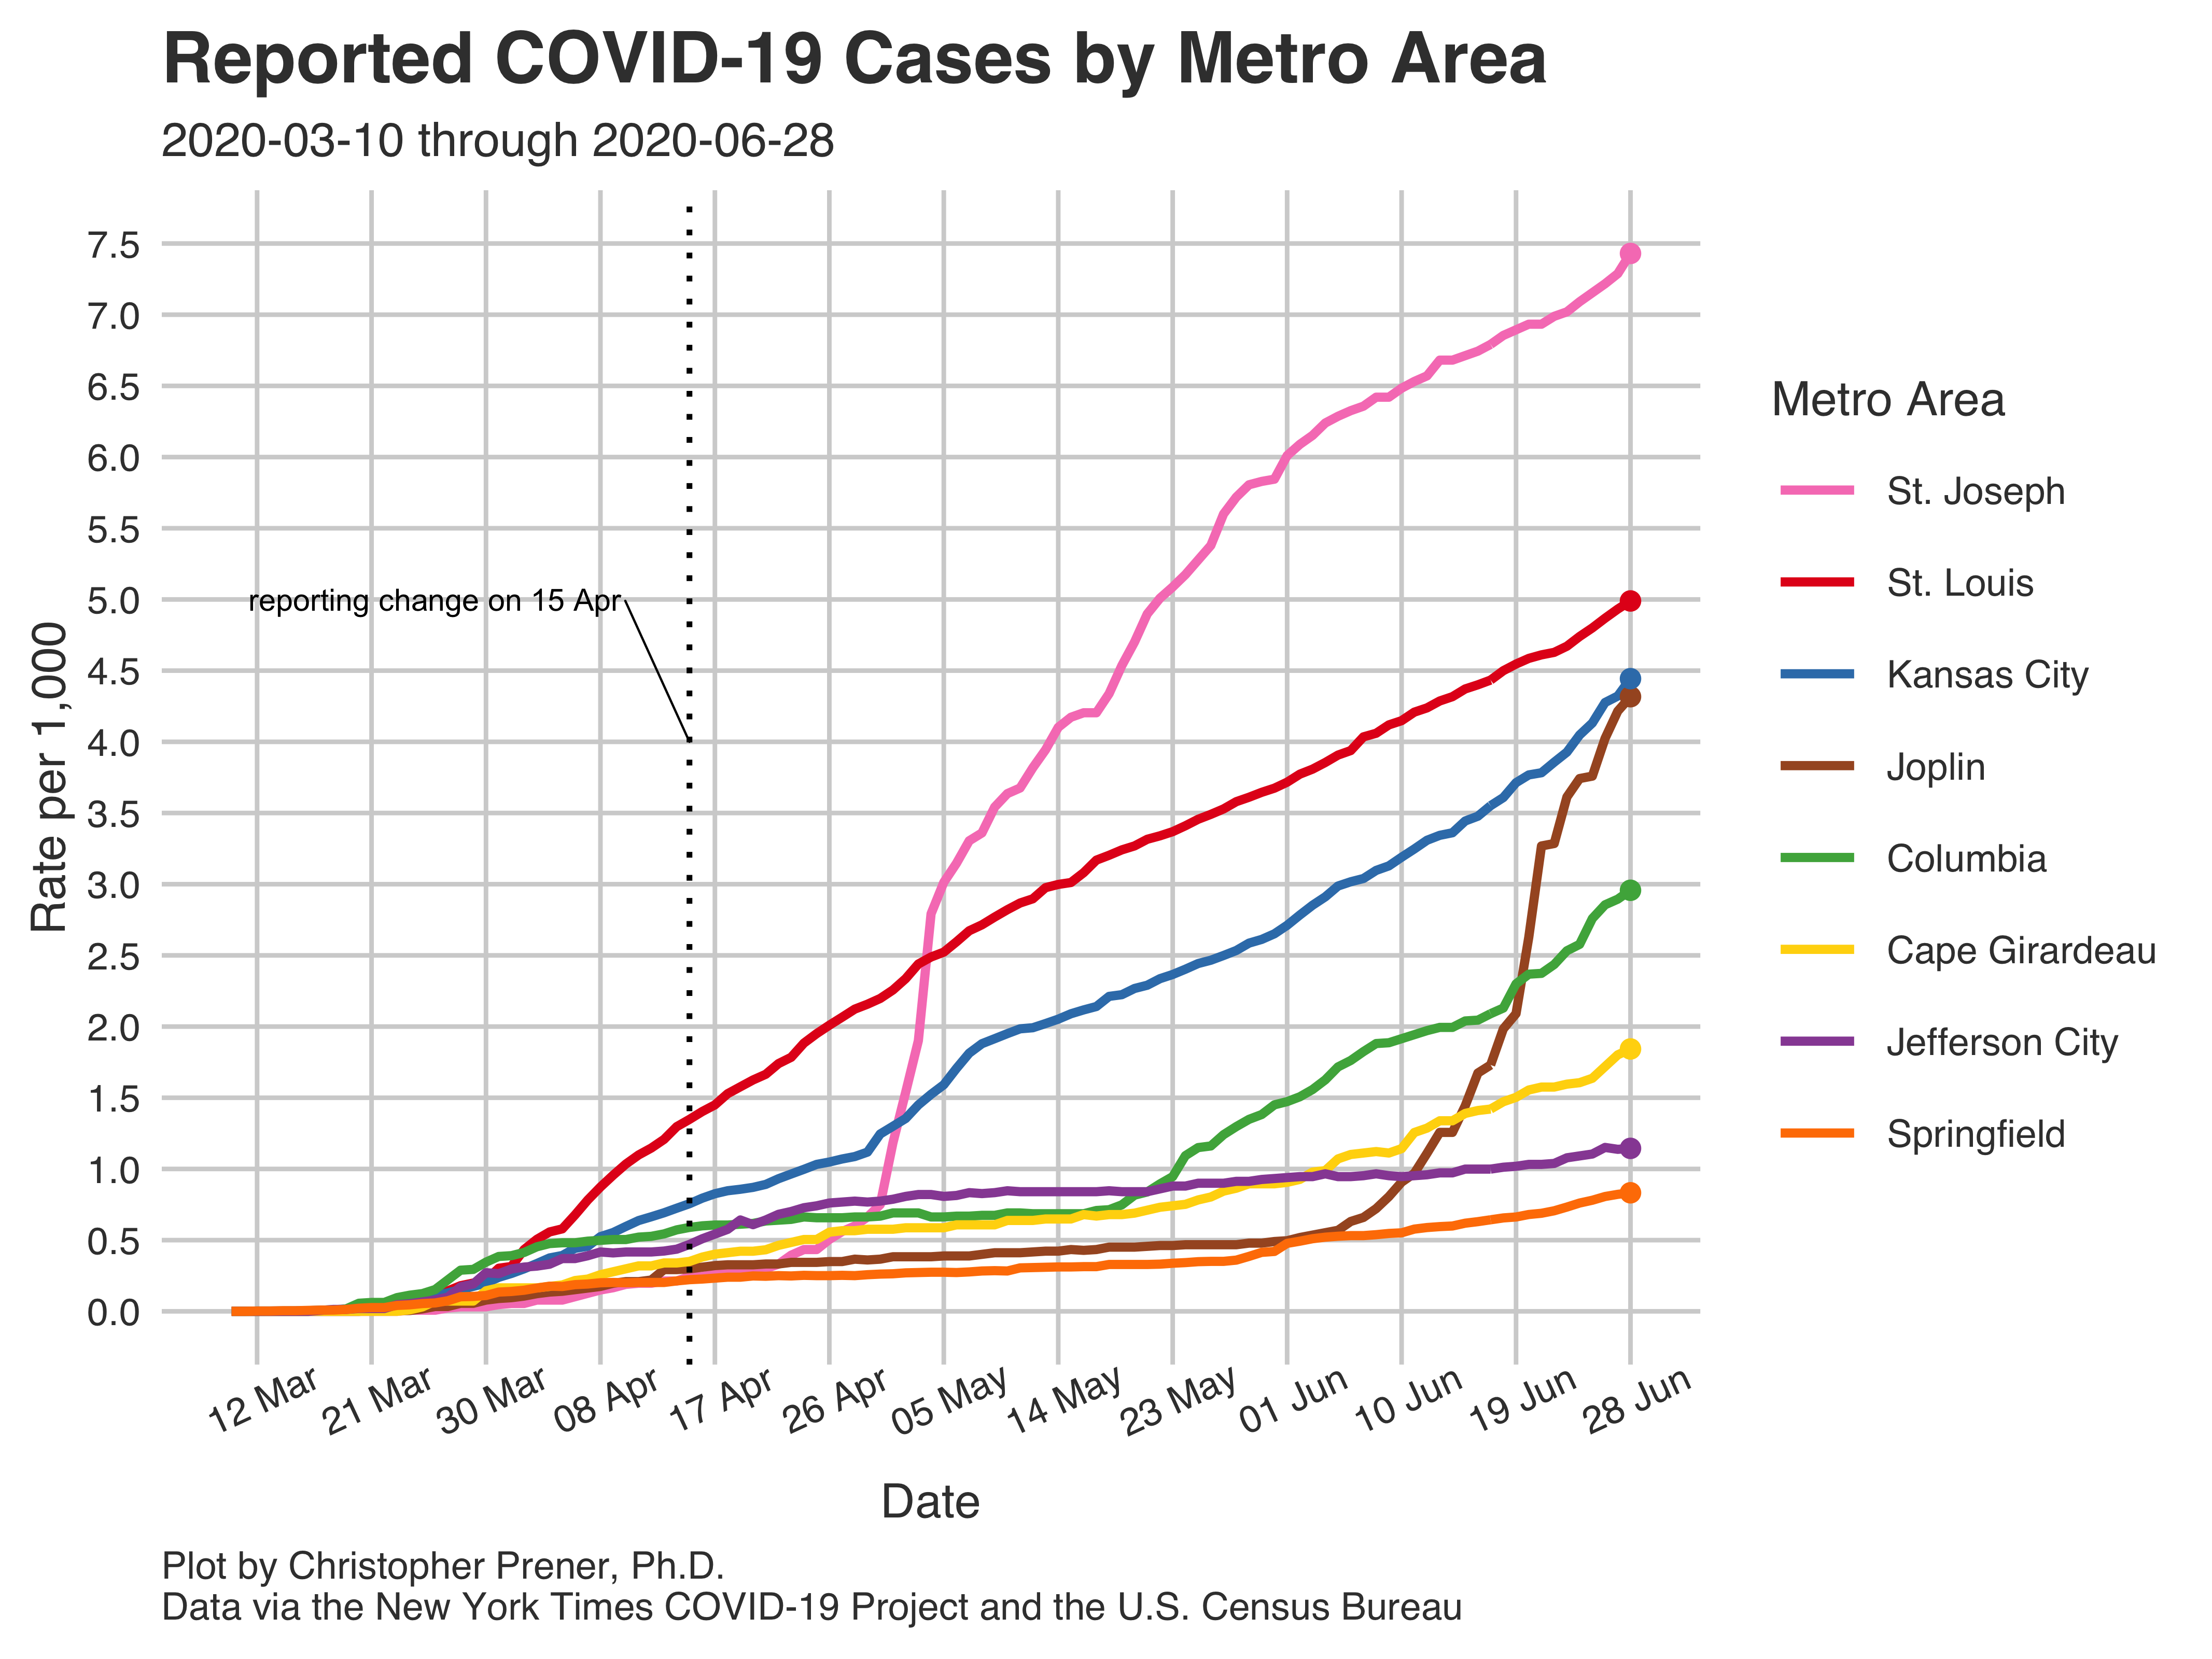 Reported COVID-19 Cases by Metro Area
2020-03-10 through 2020-06-28
7.5
7.0
6.5
6.0
5.5
5.0
4.5
4.0
3.5
3.0
2.5
2.0
1.5
1.0
0.5
0.0
Rate per 1,000
reporting change on 15 Apr
12 Mar
21 Mar
30 Mar
08 Apr
17 Apr
26 Apr
05 May
14 May
23 May
01 Jun
10 Jun
19 Jun
28 Jun
Date
Metro Area
St. Joseph
St. Louis
Kansas City
Joplin
Columbia
Cape Girardeau
Jefferson City
Springfield
Plot by Christopher Prener, Ph.D.
Data via the New York Times COVID-19 Project and the U.S. Census Bureau